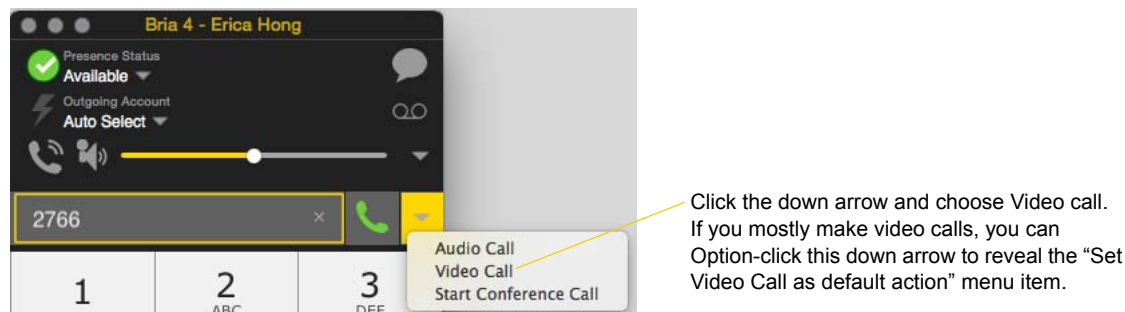 Bria 4 - Erica Hong
Presence Status
Available
Outgoing Account
Auto Select
2766 ×
Audio Call
Video Call
Start Conference Call
1 2 3
ABC DEF
Click the down arrow and choose Video call.
If you mostly make video calls, you can
Option-click this down arrow to reveal the “Set
Video Call as default action” menu item.